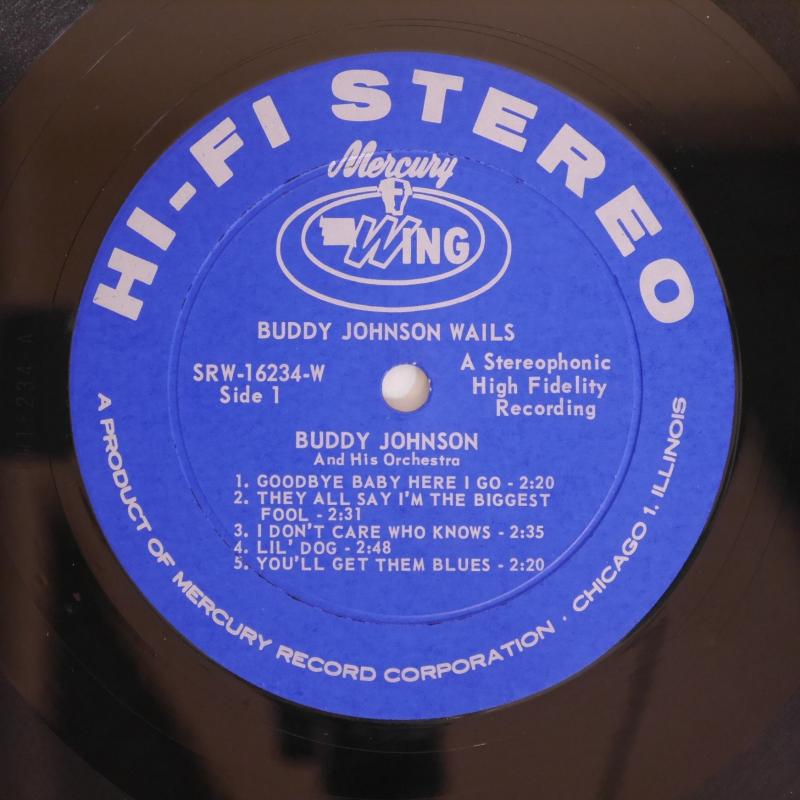 HI-FI STEREO
Mercury
WING
BUDDY JOHNSON WAILS
SRW-16234-W
Side 1
A Stereophonic
High Fidelity
Recording
BUDDY JOHNSON
And His Orchestra
1. GOODBYE BABY HERE I GO - 2:20
2. THEY ALL SAY I'M THE BIGGEST
FOOL - 2:31
3. I DON'T CARE WHO KNOWS - 2:35
4. LIL' DOG - 2:48
5. YOU'LL GET THEM BLUES - 2:20
A PRODUCT OF MERCURY RECORD CORPORATION · CHICAGO 1, ILLINOIS